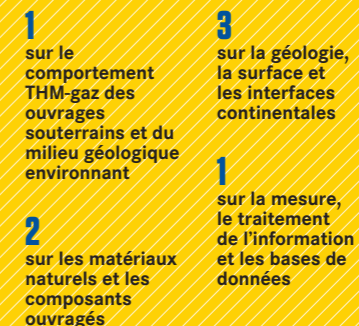 1
sur le
comportement
THM-gaz des
ouvrages
souterrains et du
milieu géologique
environnant
2
sur les matériaux
naturels et les
composants
ouvragés
3
sur la géologie,
la surface et
les interfaces
continentales
1
sur la mesure,
le traitement
de l'information
et les bases de
données